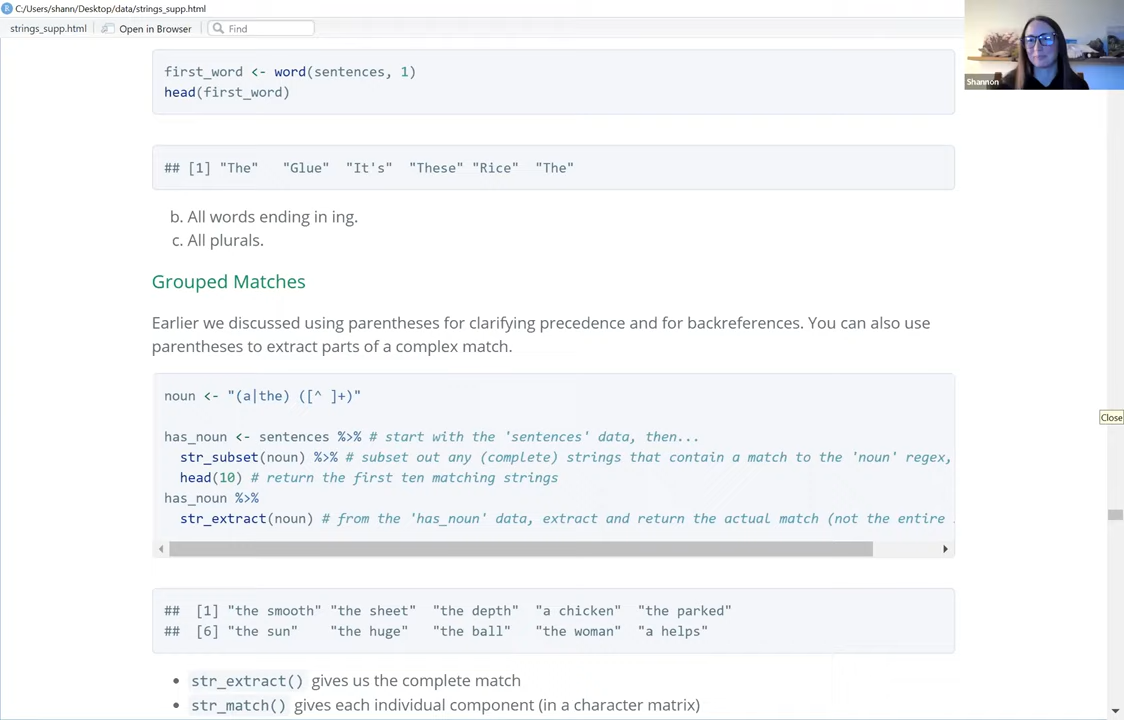 C:/Users/shann/Desktop/data/strings_supp.html
strings_supp.html Open in Browser Find
Shannon
first_word <- word(sentences, 1)
head(first_word)
## [1] "The" "Glue" "It's" "These" "Rice" "The"
b. All words ending in ing.
c. All plurals.
Grouped Matches
Earlier we discussed using parentheses for clarifying precedence and for backreferences. You can also use
parentheses to extract parts of a complex match.
noun <- "(a|the) ([^ ]+)"
Close
has_noun <- sentences %>% # start with the 'sentences' data, then...
str_subset(noun) %>% # subset out any (complete) strings that contain a match to the 'noun' regex,
head(10) # return the first ten matching strings
has_noun %>%
str_extract(noun) # from the 'has_noun' data, extract and return the actual match (not the entire
## [1] "the smooth" "the sheet" "the depth" "a chicken" "the parked"
## [6] "the sun" "the huge" "the ball" "the woman" "a helps"
• str_extract() gives us the complete match
• str_match() gives each individual component (in a character matrix)